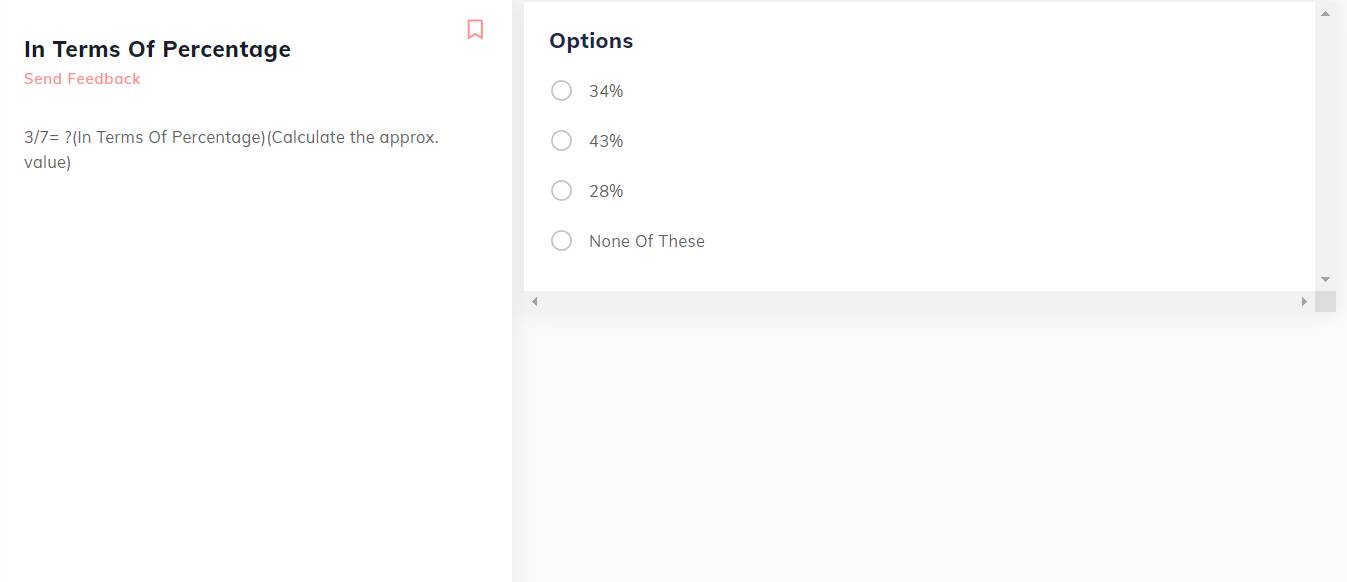 In Terms Of Percentage
Send Feedback
3/7= ?(In Terms Of Percentage)(Calculate the approx.
value)
Options
34%
43%
28%
None Of These